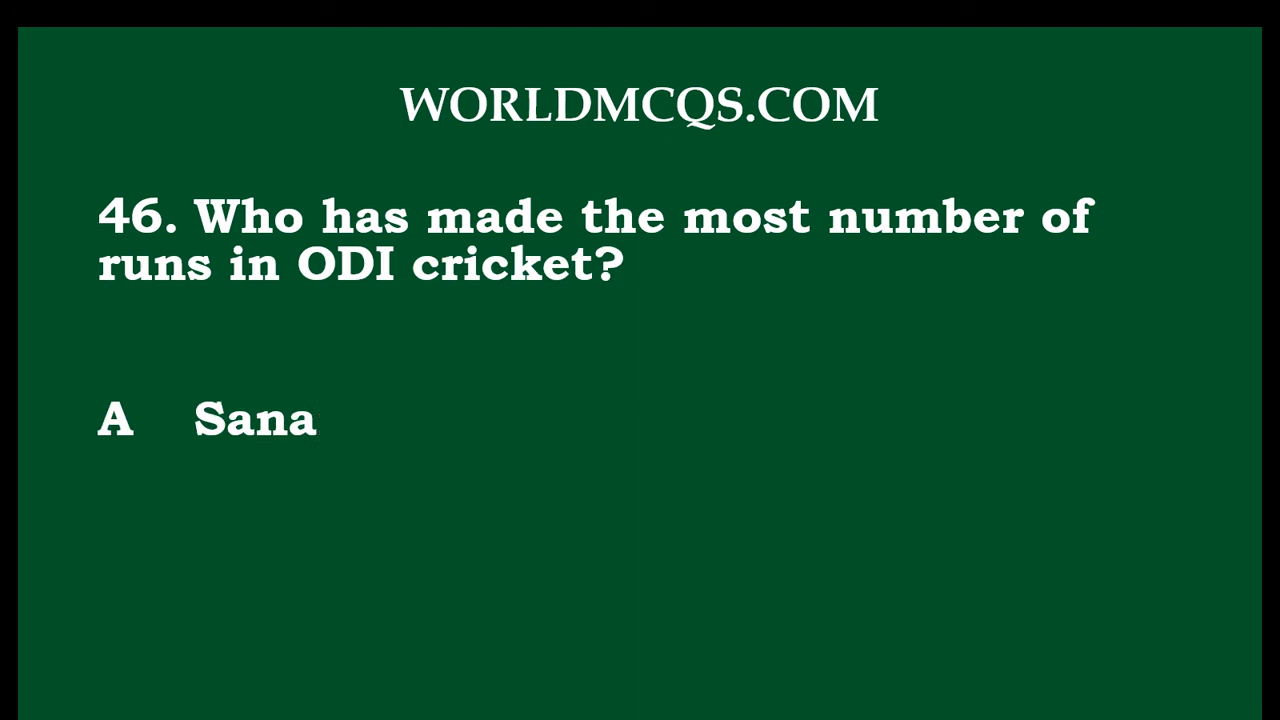 WORLDMCQS.COM
46. Who has made the most number of
runs in ODI cricket?
A Sana